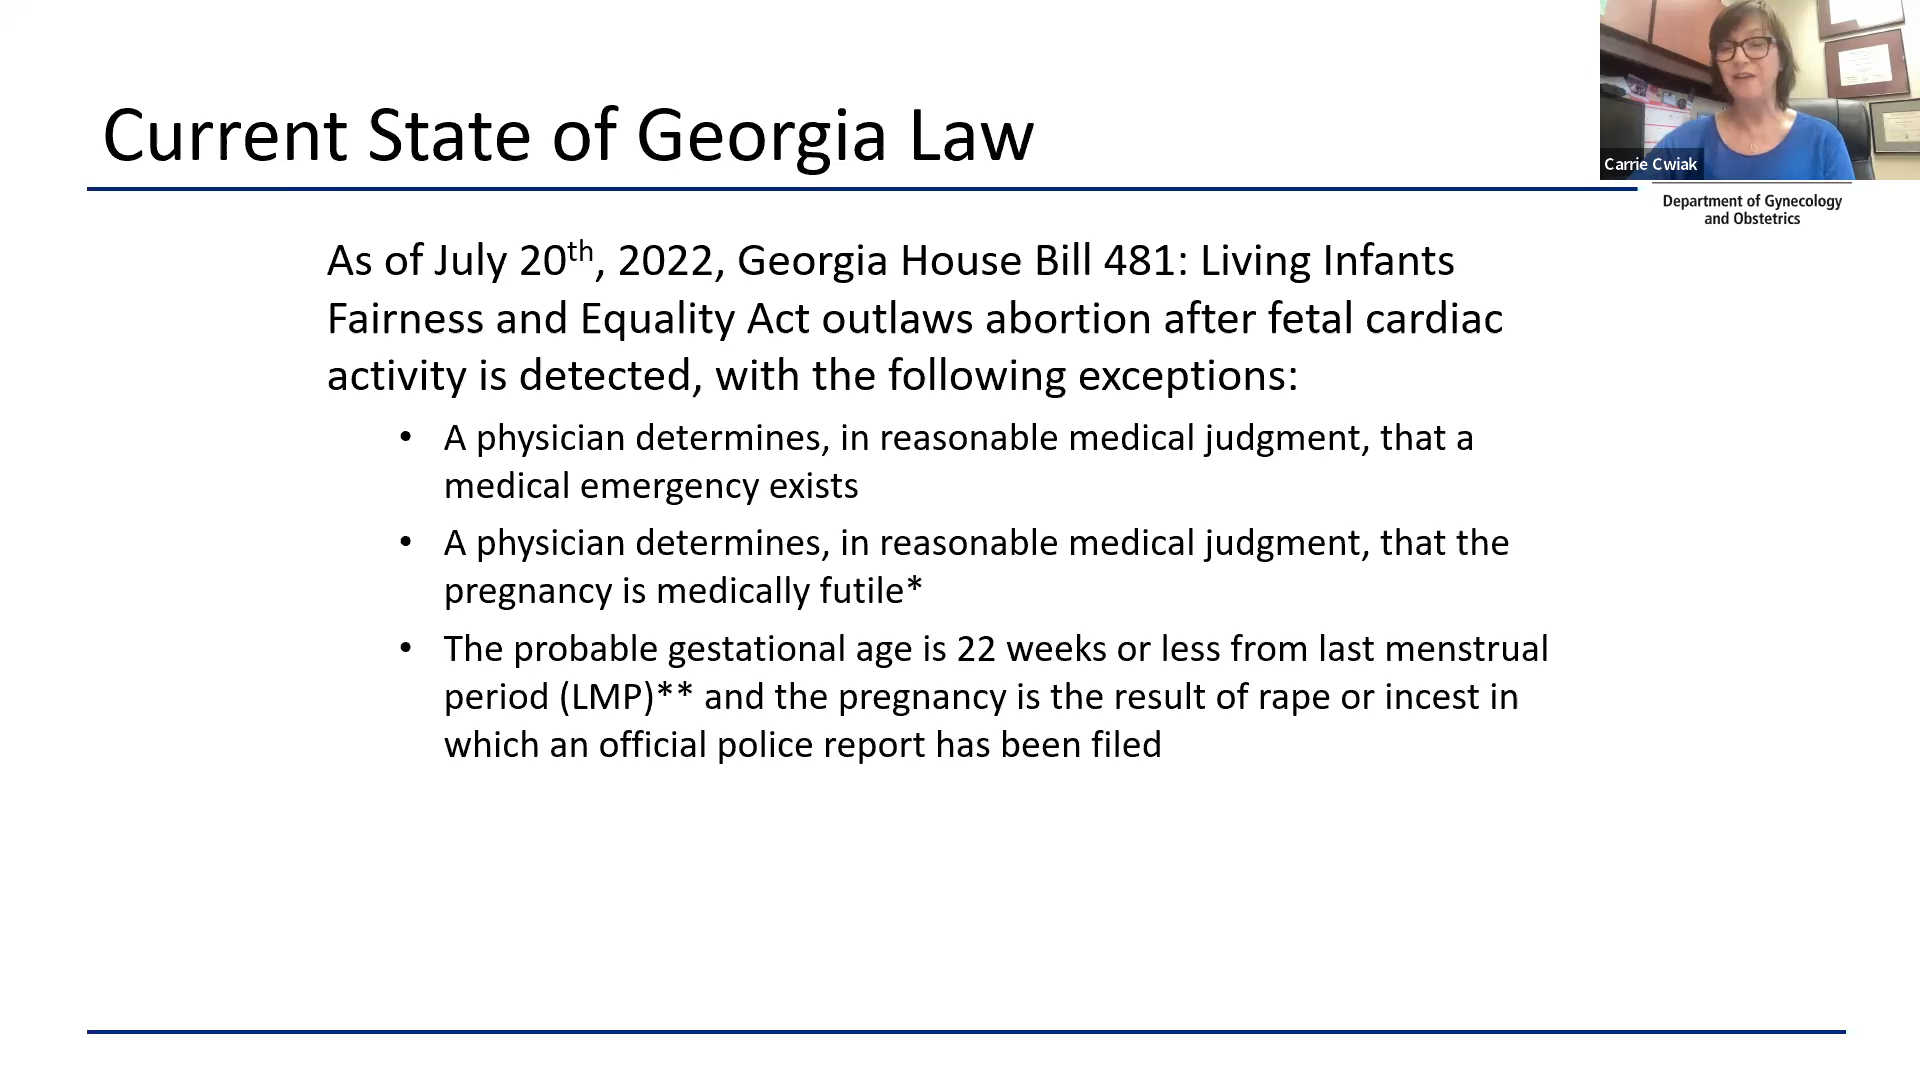 Current State of Georgia Law
Carrie Cwiak
Department of Gynecology
and Obstetrics
As of July 20th, 2022, Georgia House Bill 481: Living Infants
Fairness and Equality Act outlaws abortion after fetal cardiac
activity is detected, with the following exceptions:
• A physician determines, in reasonable medical judgment, that a
medical emergency exists
• A physician determines, in reasonable medical judgment, that the
pregnancy is medically futile*
• The probable gestational age is 22 weeks or less from last menstrual
period (LMP)** and the pregnancy is the result of rape or incest in
which an official police report has been filed